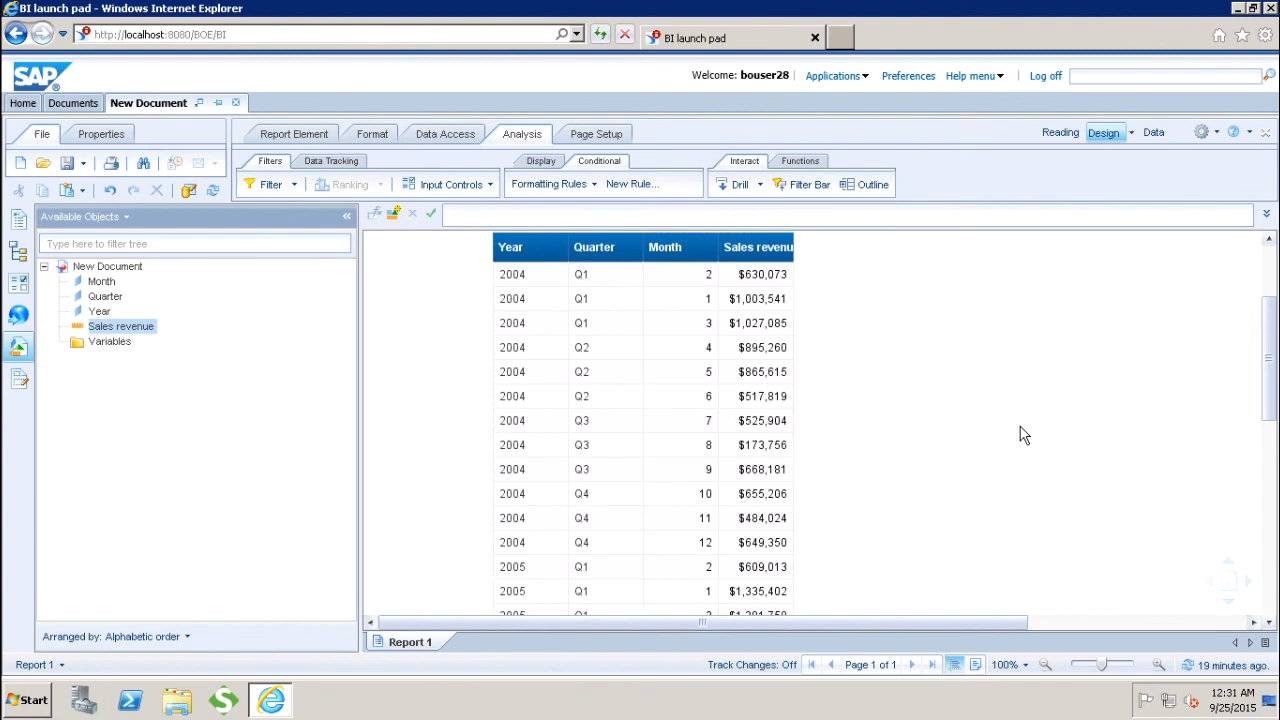 BI launch pad - Windows Internet Explorer
http://localhost:8080/BOE/BI
BI launch pad
SAP
Welcome: bouser28 Applications Preferences Help menu Log off
Home Documents New Document
File Properties
Report Element Format Data Access Analysis Page Setup
Reading Design Data
Filters Data Tracking Display Conditional Interact Functions
Filter Ranking Input Controls Formatting Rules New Rule... Drill Filter Bar Outline
Available Objects
Type here to filter tree
New Document
Month
Quarter
Year
Sales revenue
Variables
Arranged by: Alphabetic order
Year Quarter Month Sales revenu
2004 Q1 2 $630,073
2004 Q1 1 $1,003,541
2004 Q1 3 $1,027,085
2004 Q2 4 $895,260
2004 Q2 5 $865,615
2004 Q2 6 $517,819
2004 Q3 7 $525,904
2004 Q3 8 $173,756
2004 Q3 9 $668,181
2004 Q4 10 $655,206
2004 Q4 11 $484,024
2004 Q4 12 $649,350
2005 Q1 2 $609,013
2005 Q1 1 $1,335,402
Report 1
Report 1 Track Changes: Off Page 1 of 1 100% 19 minutes ago.
Start
12:31 AM
9/25/2015